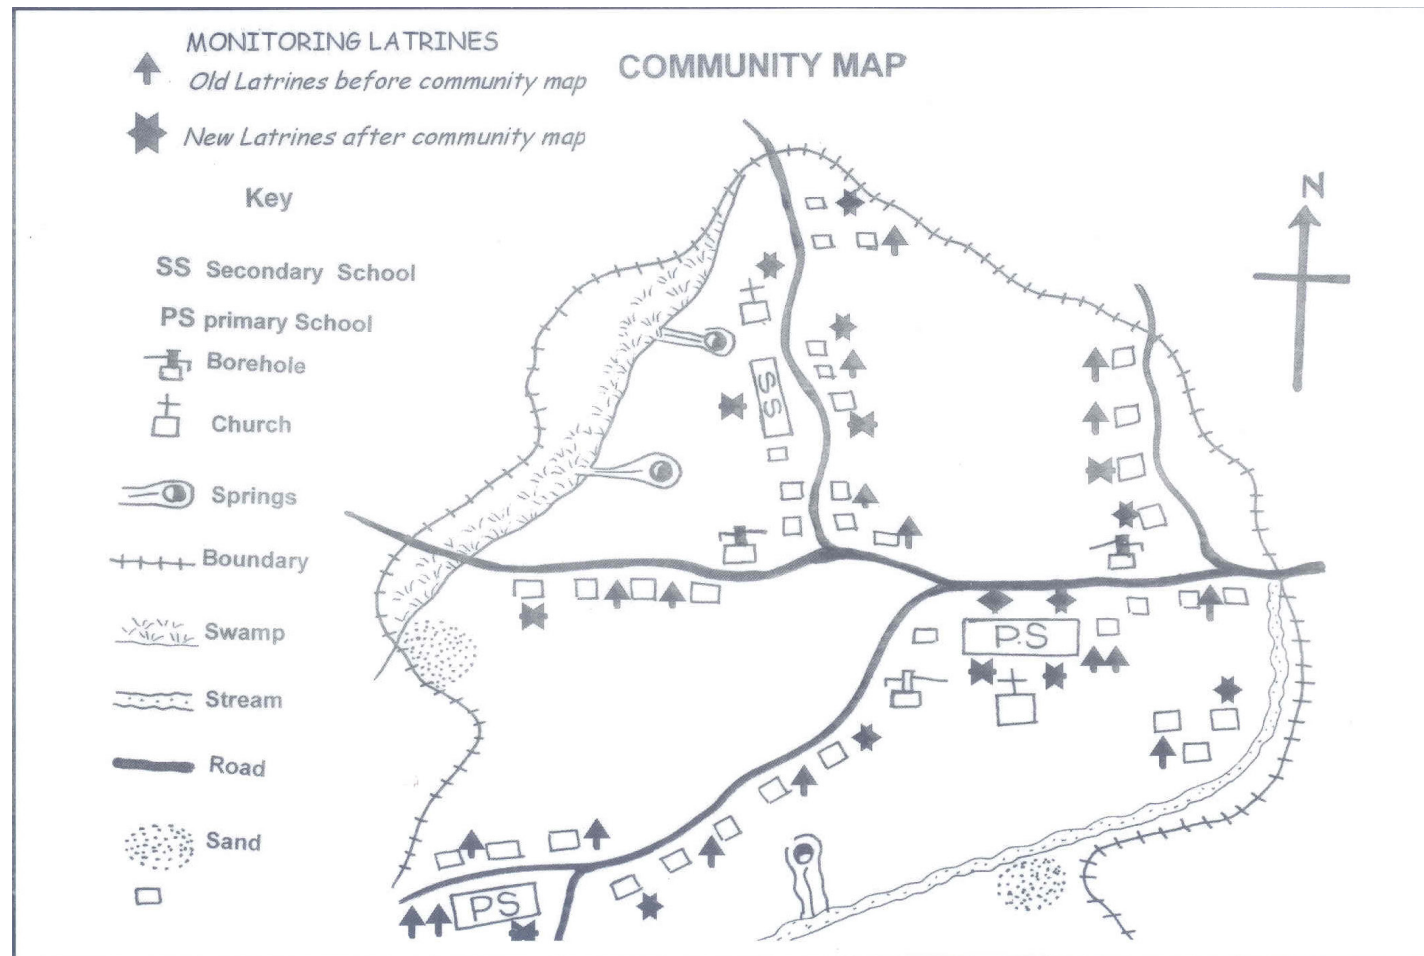 MONITORING LATRINES
Old Latrines before community map
New Latrines after community map
COMMUNITY MAP
Key
N
SS Secondary School
PS primary School
Borehole
Church
Springs
Boundary
Swamp
Stream
Road
Sand
SS
P.S
PS